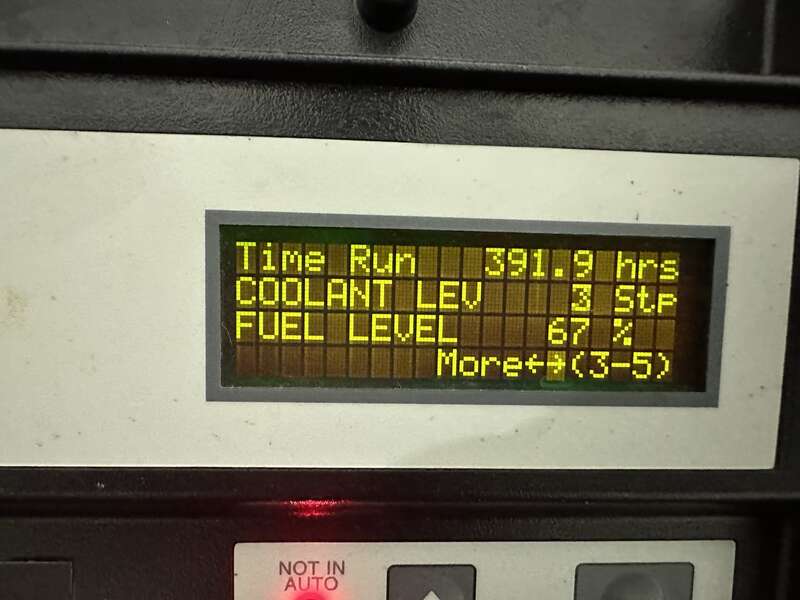 Time Run 391.9 hrs
COOLANT LEV 3 Stp
FUEL LEVEL 67 %
More←→(3-5)
NOT IN
AUTO